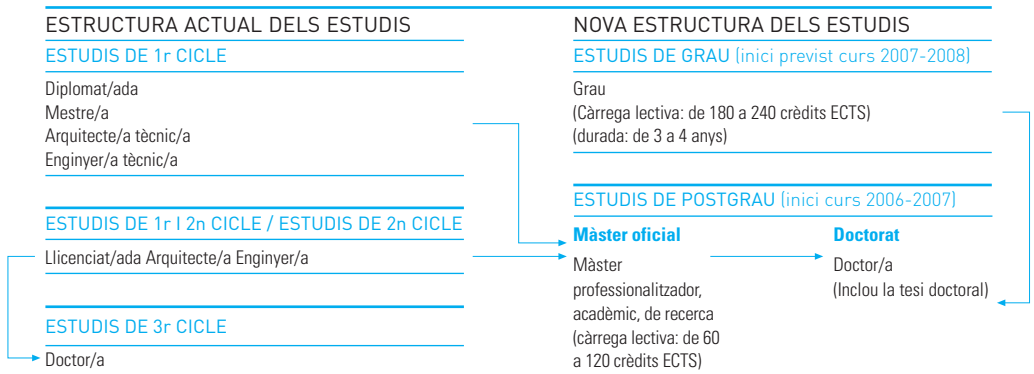 ESTRUCTURA ACTUAL DELS ESTUDIS
ESTUDIS DE 1r CICLE
Diplomat/ada
Mestre/a
Arquitecte/a tècnic/a
Enginyer/a tècnic/a
ESTUDIS DE 1r I 2n CICLE / ESTUDIS DE 2n CICLE
Llicenciat/ada Arquitecte/a Enginyer/a
ESTUDIS DE 3r CICLE
Doctor/a
NOVA ESTRUCTURA DELS ESTUDIS
ESTUDIS DE GRAU (inici previst curs 2007-2008)
Grau
(Càrrega lectiva: de 180 a 240 crèdits ECTS)
(durada: de 3 a 4 anys)
ESTUDIS DE POSTGRAU (inici curs 2006-2007)
Màster oficial
Màster
professionalitzador,
acadèmic, de recerca
(càrrega lectiva: de 60
a 120 crèdits ECTS)
Doctorat
Doctor/a
(Inclou la tesi doctoral)